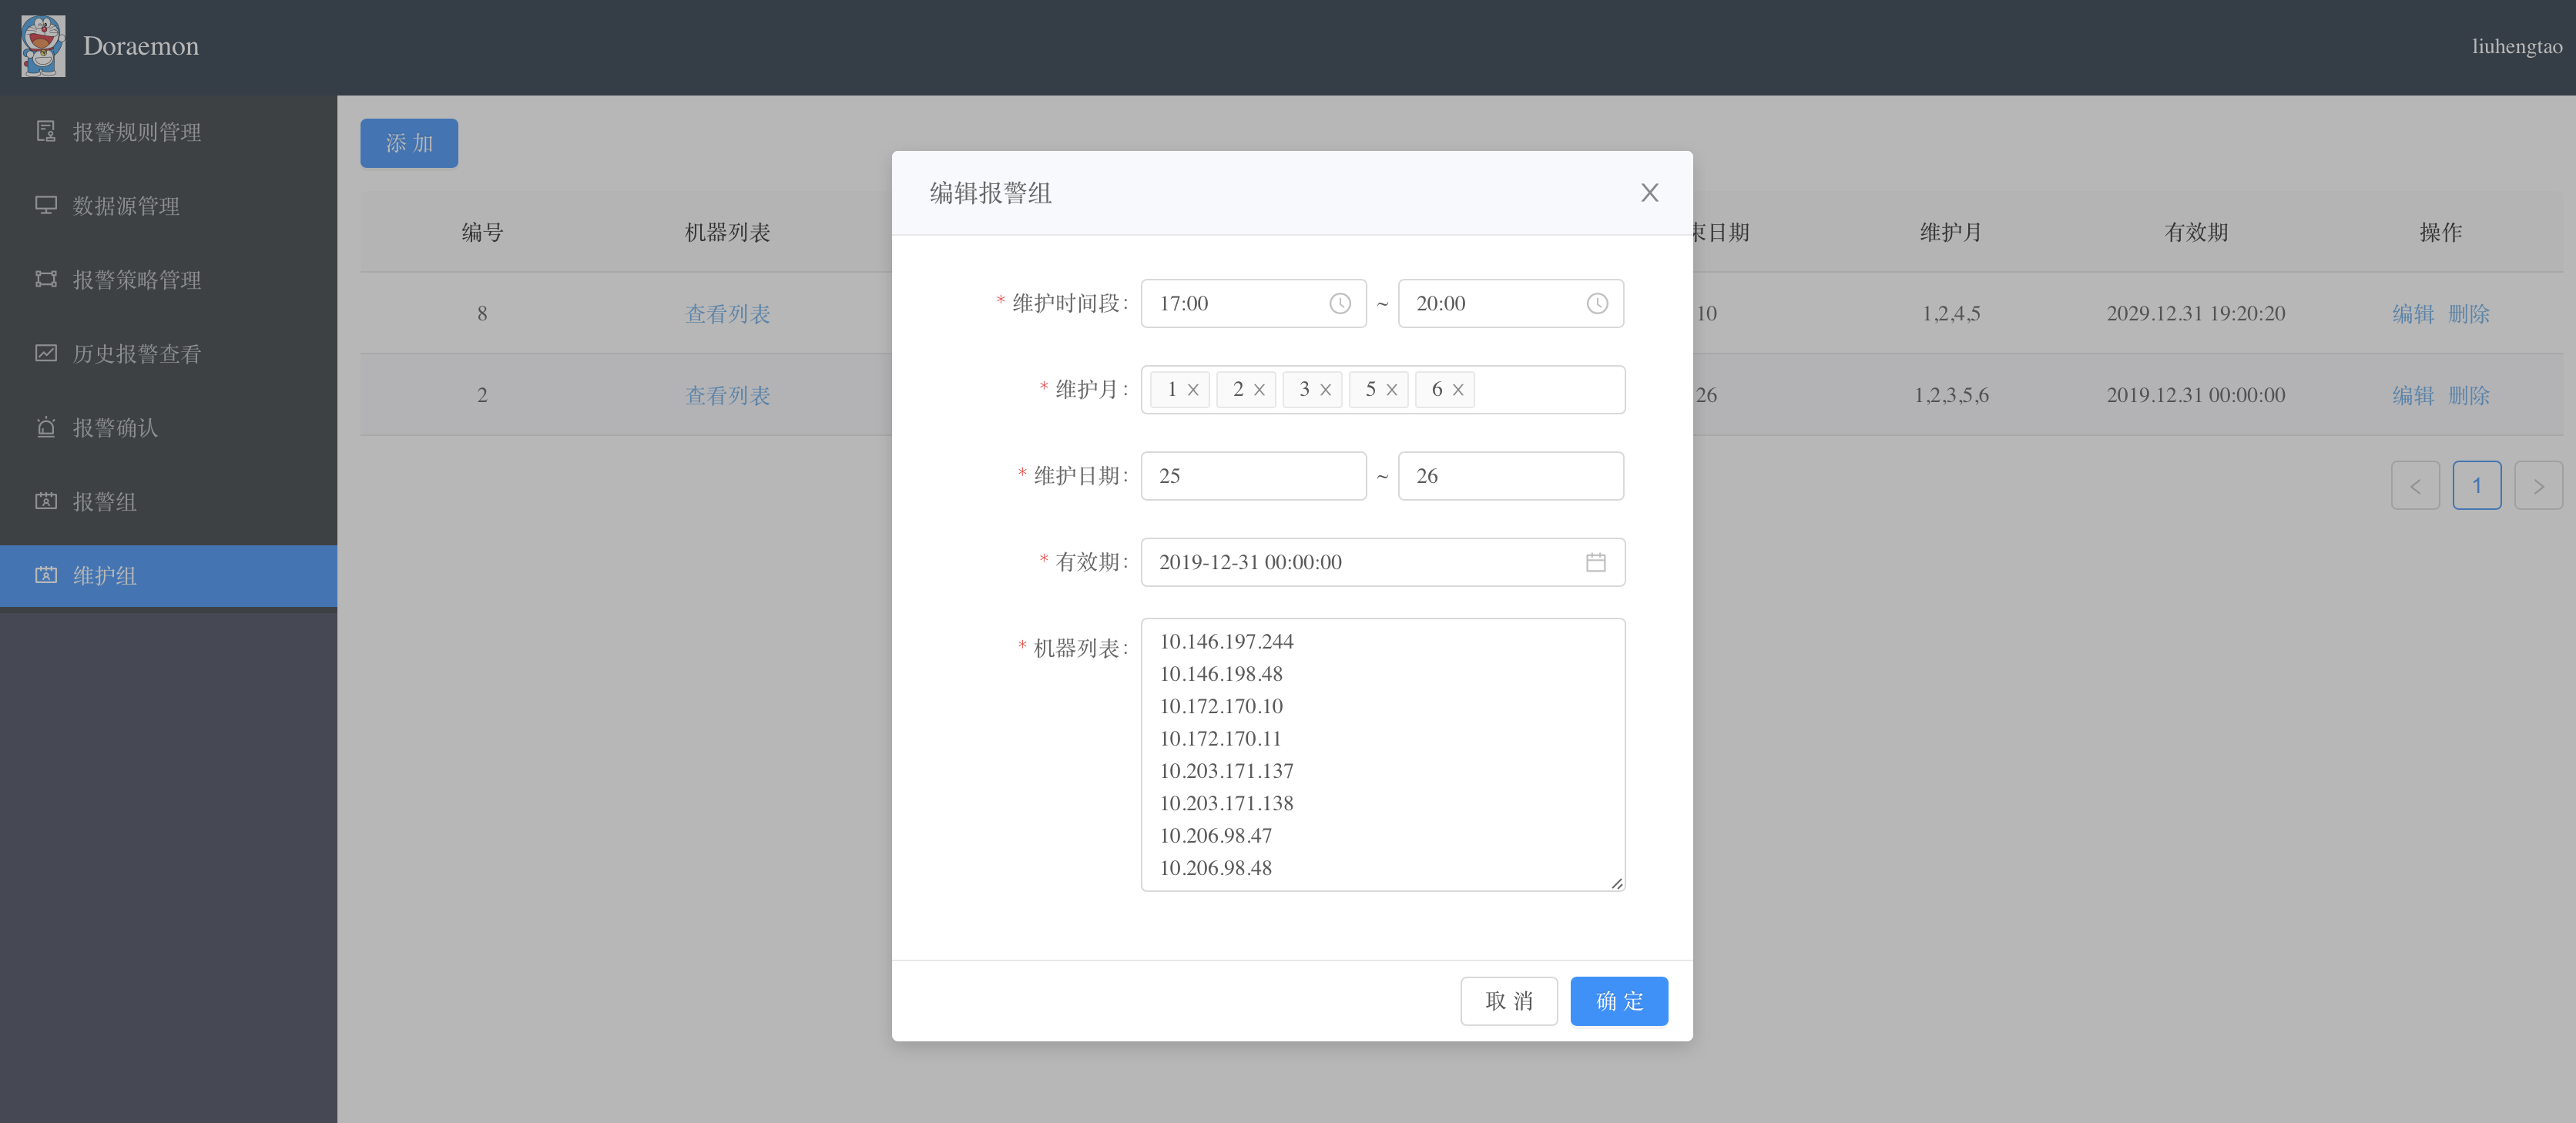 Doraemon
liuhengtao
报警规则管理
数据源管理
报警策略管理
历史报警查看
报警确认
报警组
维护组
添 加
编号 机器列表 束日期 维护月 有效期 操作
8 查看列表 10 1,2,4,5 2029.12.31 19:20:20 编辑 删除
2 查看列表 26 1,2,3,5,6 2019.12.31 00:00:00 编辑 删除
< 1 >
编辑报警组
* 维护时间段: 17:00 ~ 20:00
* 维护月: 1 2 3 5 6
* 维护日期: 25 ~ 26
* 有效期: 2019-12-31 00:00:00
* 机器列表: 10.146.197.244
10.146.198.48
10.172.170.10
10.172.170.11
10.203.171.137
10.203.171.138
10.206.98.47
10.206.98.48
取 消 确 定